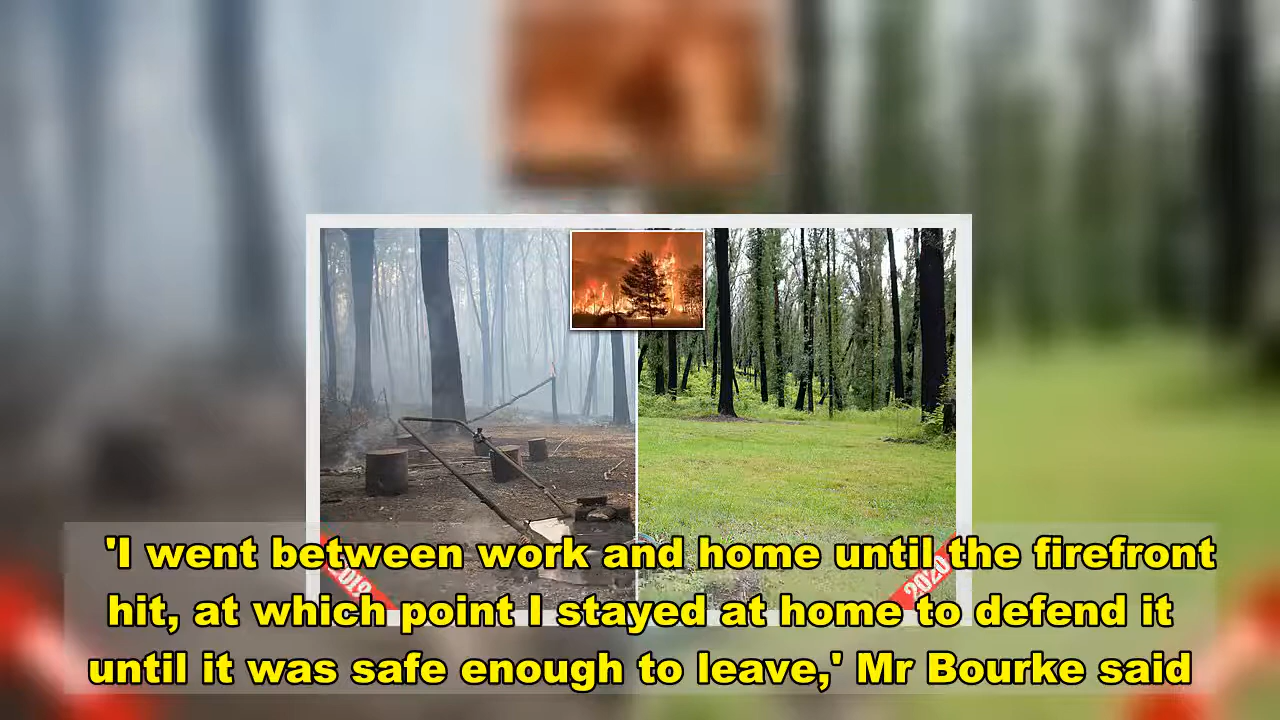 'I went between work and home until the firefront
hit, at which point I stayed at home to defend it
until it was safe enough to leave,' Mr Bourke said
2020